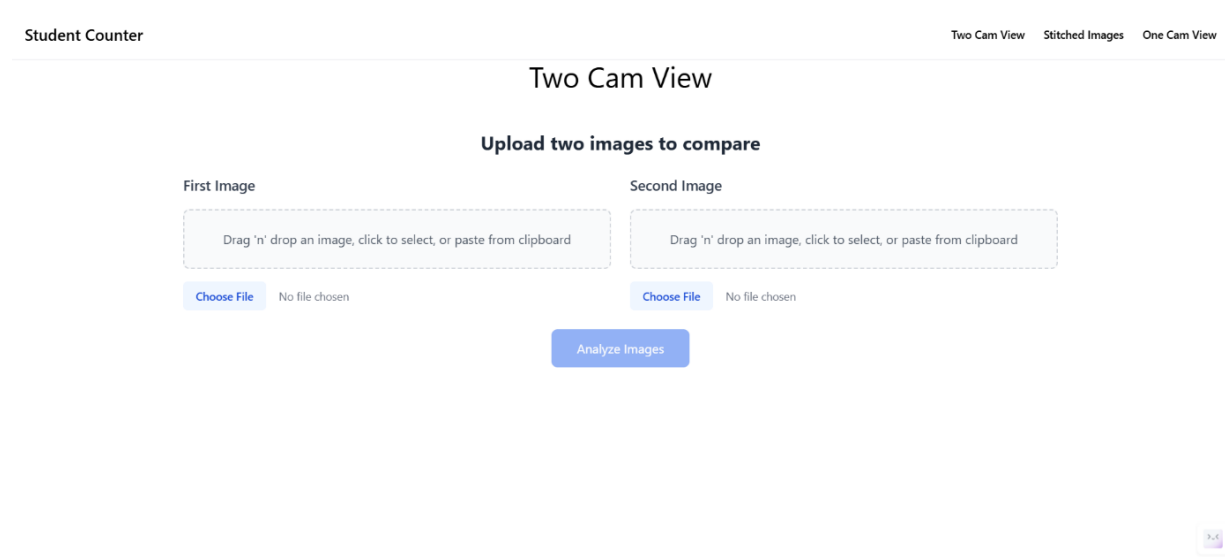 Student Counter
Two Cam View
Stitched Images
One Cam View
Two Cam View
Upload two images to compare
First Image
Drag 'n' drop an image, click to select, or paste from clipboard
Choose File No file chosen
Second Image
Drag 'n' drop an image, click to select, or paste from clipboard
Choose File No file chosen
Analyze Images